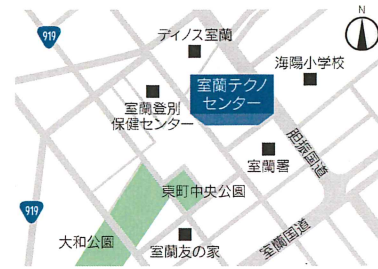 N
919
ディノス室蘭
海陽小学校
室蘭テクノ
センター
室蘭登別
保健センター
胆振国道
室蘭署
東町中央公園
919
大和公園
室蘭友の家
室蘭国道